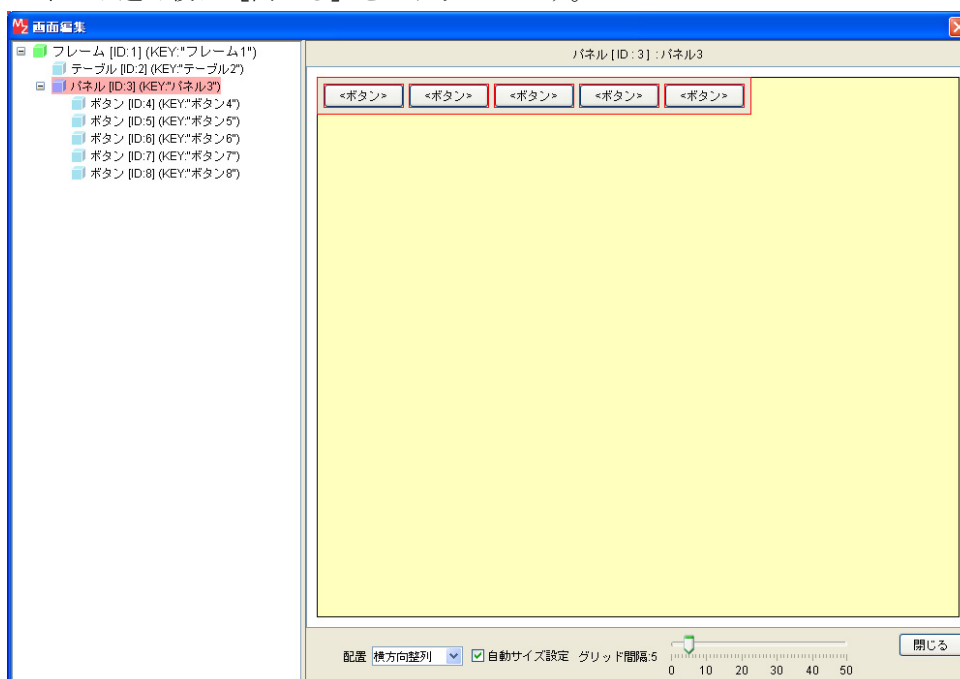 画面編集
フレーム [ID:1] (KEY:"フレーム1")
テーブル [ID:2] (KEY:"テーブル2")
パネル [ID:3] (KEY:"パネル3")
ボタン [ID:4] (KEY:"ボタン4")
ボタン [ID:5] (KEY:"ボタン5")
ボタン [ID:6] (KEY:"ボタン6")
ボタン [ID:7] (KEY:"ボタン7")
ボタン [ID:8] (KEY:"ボタン8")
パネル [ID : 3] :パネル3
<ボタン> <ボタン> <ボタン> <ボタン> <ボタン>
配置 横方向整列 自動サイズ設定 グリッド間隔:5
0 10 20 30 40 50
閉じる